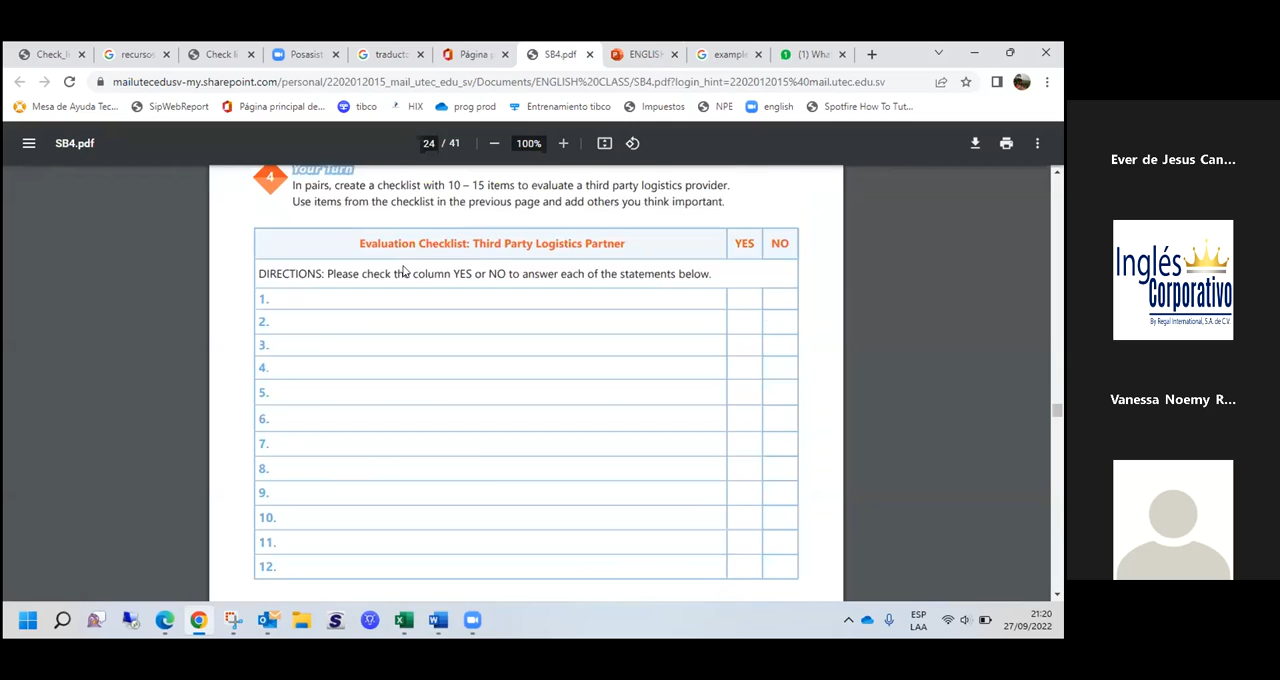 Check_li
recursos
Check l
Posasist
traducto
Página p
SB4.pdf
ENGLISH
example
(1) Wha
mailutecedusv-my.sharepoint.com/personal/2202012015_mail_utec_edu_sv/Documents/ENGLISH%20CLASS/SB4.pdf?login_hint=2202012015%40mail.utec.edu.sv
Mesa de Ayuda Tec... SipWebReport Página principal de... tibco HIX prog prod Entrenamiento tibco Impuestos NPE english Spotfire How To Tut...
SB4.pdf 24 / 41 100%
Your Turn
4
In pairs, create a checklist with 10 – 15 items to evaluate a third party logistics provider.
Use items from the checklist in the previous page and add others you think important.
Evaluation Checklist: Third Party Logistics Partner YES NO
DIRECTIONS: Please check the column YES or NO to answer each of the statements below.
1.
2.
3.
4.
5.
6.
7.
8.
9.
10.
11.
12.
ESP
LAA
21:20
27/09/2022
Ever de Jesus Can...
Inglés
Corporativo
By Regal International, S.A. de C.V.
Vanessa Noemy R...